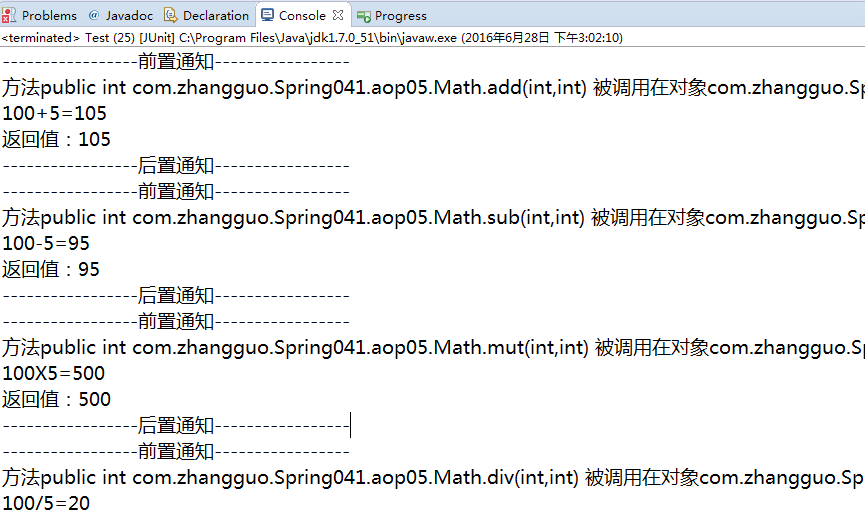 Problems @ Javadoc Declaration Console Progress
<terminated> Test (25) [JUnit] C:\Program Files\Java\jdk1.7.0_51\bin\javaw.exe (2016年6月28日 下午3:02:10)
-----------------前置通知-----------------
方法public int com.zhangguo.Spring041.aop05.Math.add(int,int) 被调用在对象com.zhangguo.Sp
100+5=105
返回值：105
-----------------后置通知-----------------
-----------------前置通知-----------------
方法public int com.zhangguo.Spring041.aop05.Math.sub(int,int) 被调用在对象com.zhangguo.Sp
100-5=95
返回值：95
-----------------后置通知-----------------
-----------------前置通知-----------------
方法public int com.zhangguo.Spring041.aop05.Math.mut(int,int) 被调用在对象com.zhangguo.Sp
100X5=500
返回值：500
-----------------后置通知-----------------
-----------------前置通知-----------------
方法public int com.zhangguo.Spring041.aop05.Math.div(int,int) 被调用在对象com.zhangguo.Sp
100/5=20